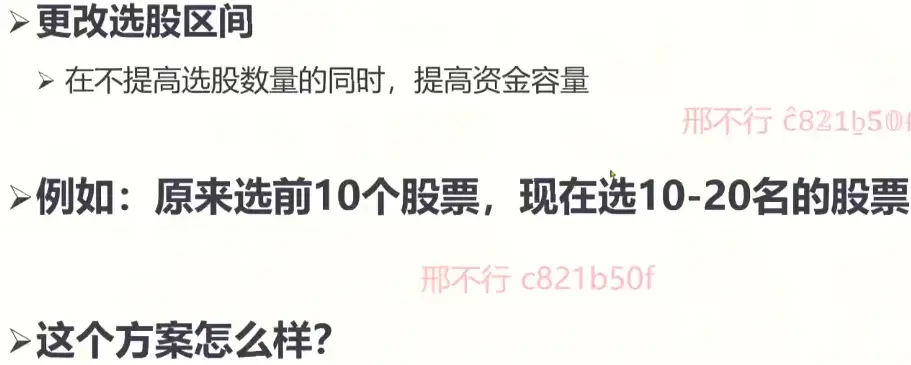 ➢更改选股区间
➢ 在不提高选股数量的同时，提高资金容量
邢不行 c821b50f
➢例如：原来选前10个股票，现在选10-20名的股票
邢不行 c821b50f
➢这个方案怎么样？